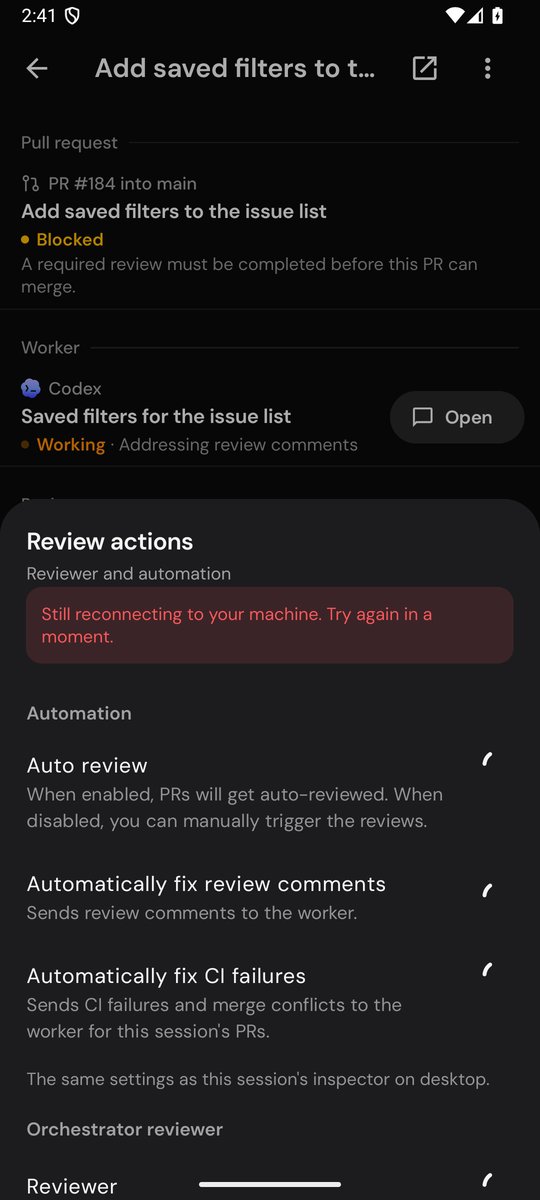 2:41
Add saved filters to t...
Pull request
PR #184 into main
Add saved filters to the issue list
Blocked
A required review must be completed before this PR can
merge.
Worker
Codex
Saved filters for the issue list
Open
Working · Addressing review comments
Review actions
Reviewer and automation
Still reconnecting to your machine. Try again in a
moment.
Automation
Auto review
When enabled, PRs will get auto-reviewed. When
disabled, you can manually trigger the reviews.
Automatically fix review comments
Sends review comments to the worker.
Automatically fix CI failures
Sends CI failures and merge conflicts to the
worker for this session's PRs.
The same settings as this session's inspector on desktop.
Orchestrator reviewer
Reviewer